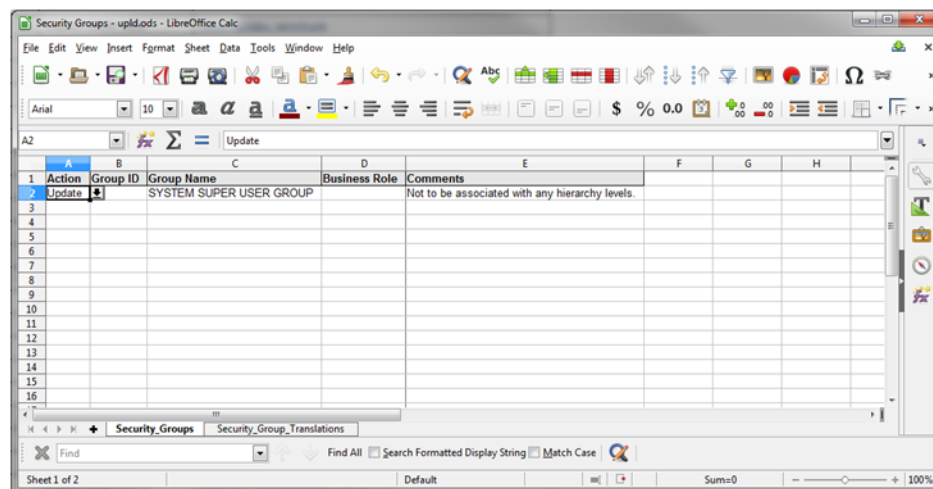 Security Groups - upld.ods - LibreOffice Calc
File Edit View Insert Format Sheet Data Tools Window Help
Abc
$ % 0.0 .00
Arial 10 a a a a
A2 Update
A B C D E F G H
1 Action Group ID Group Name Business Role Comments
2 Update SYSTEM SUPER USER GROUP Not to be associated with any hierarchy levels.
3
4
5
6
7
8
9
10
11
12
13
14
15
16
Security_Groups Security_Group_Translations
Find Find All Search Formatted Display String Match Case
Sheet 1 of 2 Default Sum=0 100%